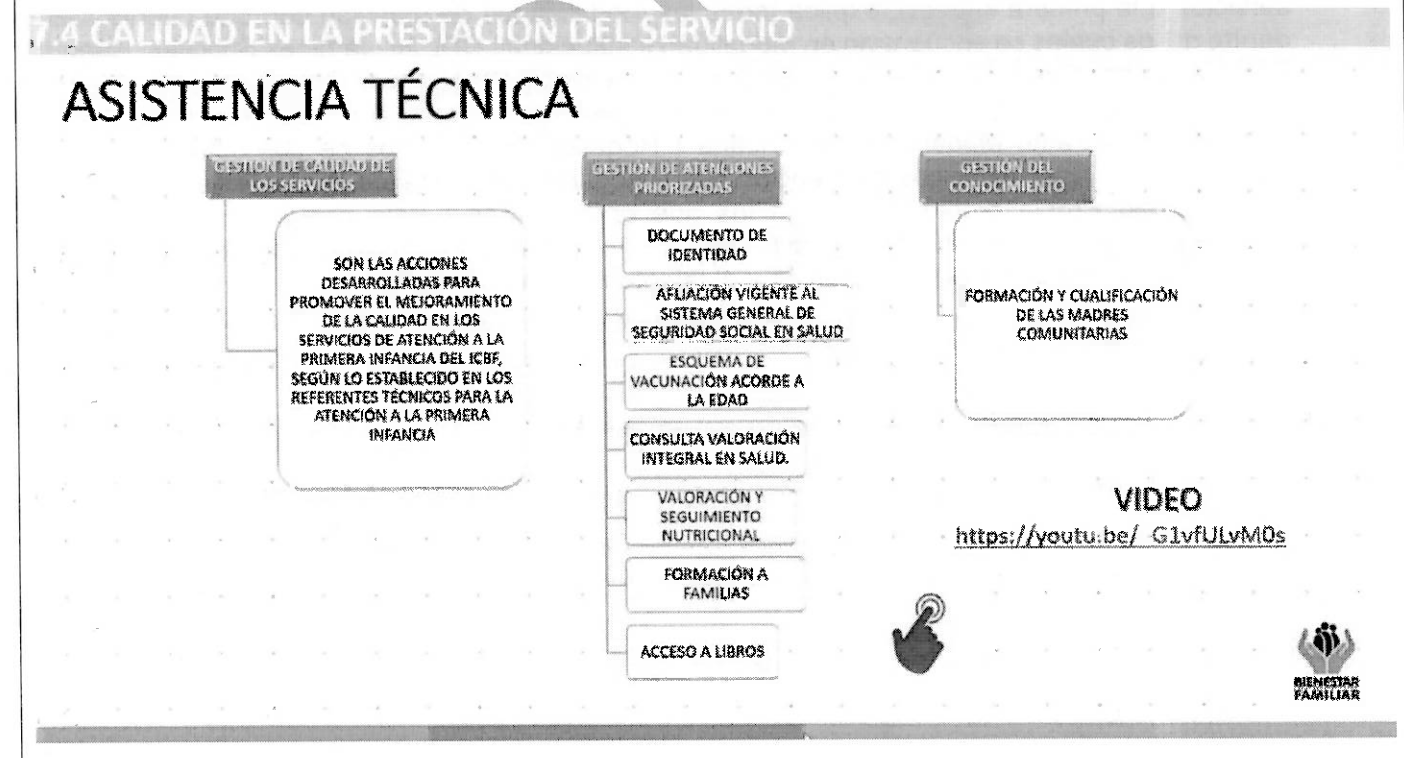 7.4 CALIDAD EN LA PRESTACIÓN DEL SERVICIO
ASISTENCIA TÉCNICA
GESTIÓN DE CALIDAD DE
LOS SERVICIOS
SON LAS ACCIONES
DESARROLLADAS PARA
PROMOVER EL MEJORAMIENTO
DE LA CALIDAD EN LOS
SERVICIOS DE ATENCIÓN A LA
PRIMERA INFANCIA DEL ICBF,
SEGÚN LO ESTABLECIDO EN LOS
REFERENTES TÉCNICOS PARA LA
ATENCIÓN A LA PRIMERA
INFANCIA
GESTIÓN DE ATENCIONES
PRIORIZADAS
DOCUMENTO DE
IDENTIDAD
AFLIACIÓN VIGENTE AL
SISTEMA GENERAL DE
SEGURIDAD SOCIAL EN SALUD
ESQUEMA DE
VACUNACIÓN ACORDE A
LA EDAD
CONSULTA VALORACIÓN
INTEGRAL EN SALUD.
VALORACIÓN Y
SEGUIMIENTO
NUTRICIONAL
FORMACIÓN A
FAMILIAS
ACCESO A LIBROS
GESTIÓN DEL
CONOCIMIENTO
FORMACIÓN Y CUALIFICACIÓN
DE LAS MADRES
COMUNITARIAS
VIDEO
https://youtu.be/_G1vfULvM0s
BIENESTAR
FAMILIAR